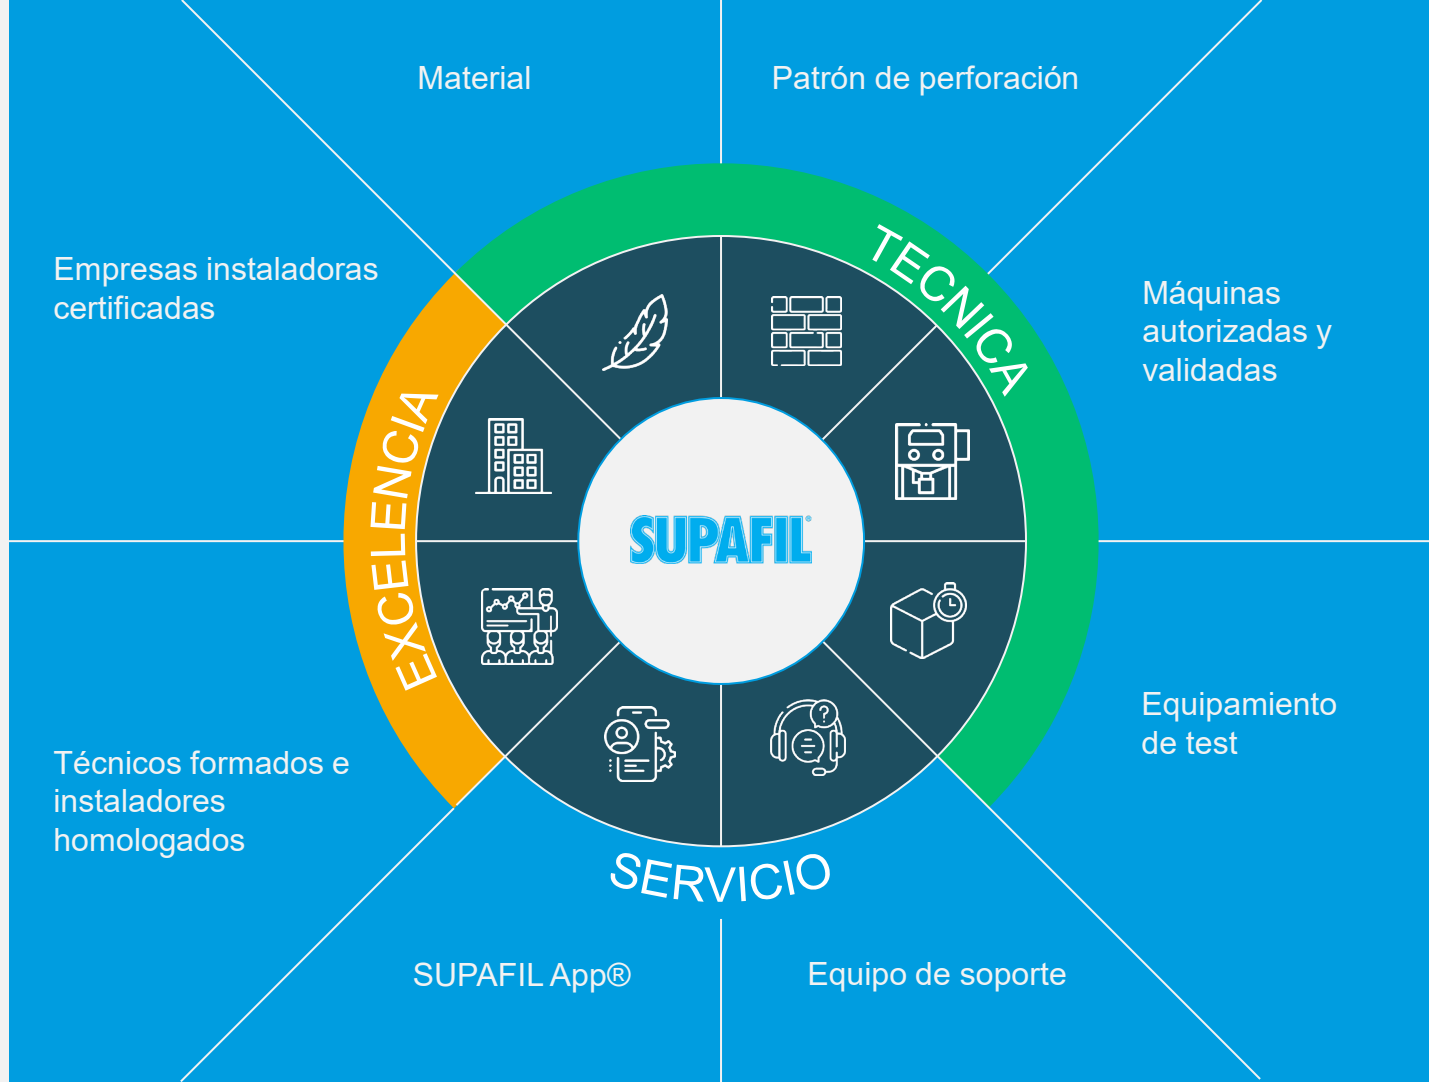 Material
Patrón de perforación
Empresas instaladoras
certificadas
Máquinas
autorizadas y
validadas
TECNICA
EXCELENCIA
SUPAFIL®
?
Equipamiento
de test
Técnicos formados e
instaladores
homologados
SERVICIO
SUPAFIL App®
Equipo de soporte